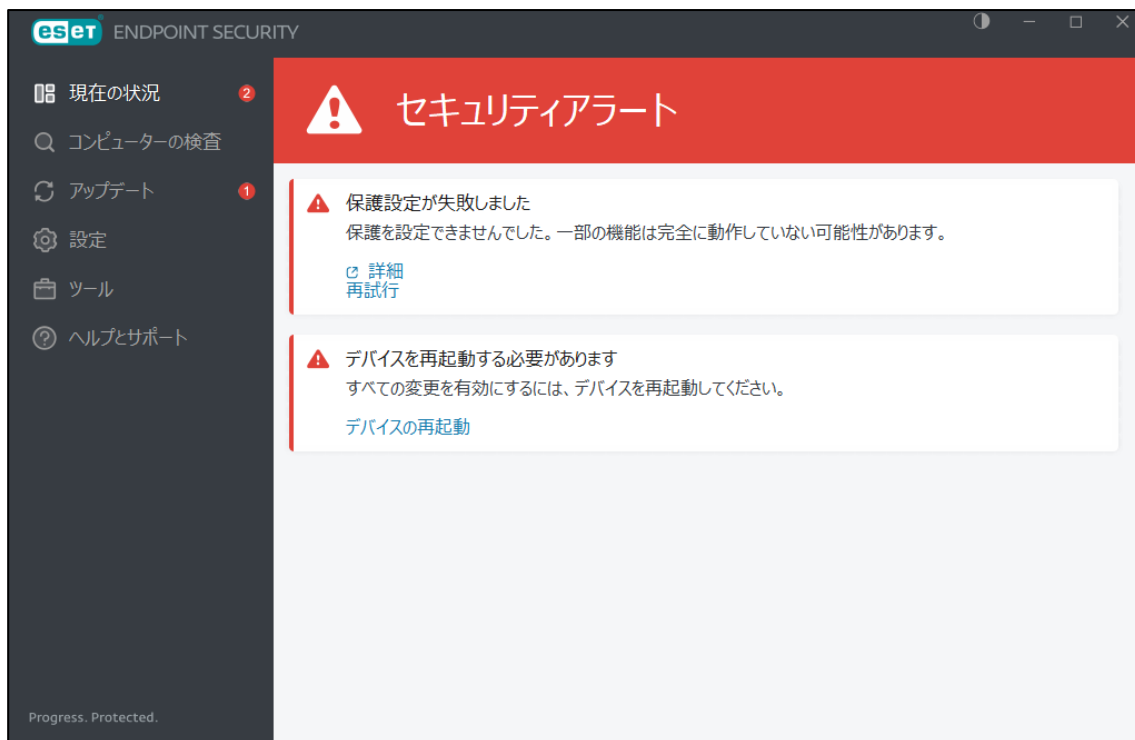 eset ENDPOINT SECURITY
現在の状況 2
コンピューターの検査
アップデート 1
設定
ツール
ヘルプとサポート
Progress. Protected.
セキュリティアラート
保護設定が失敗しました
保護を設定できませんでした。一部の機能は完全に動作していない可能性があります。
詳細
再試行
デバイスを再起動する必要があります
すべての変更を有効にするには、デバイスを再起動してください。
デバイスの再起動